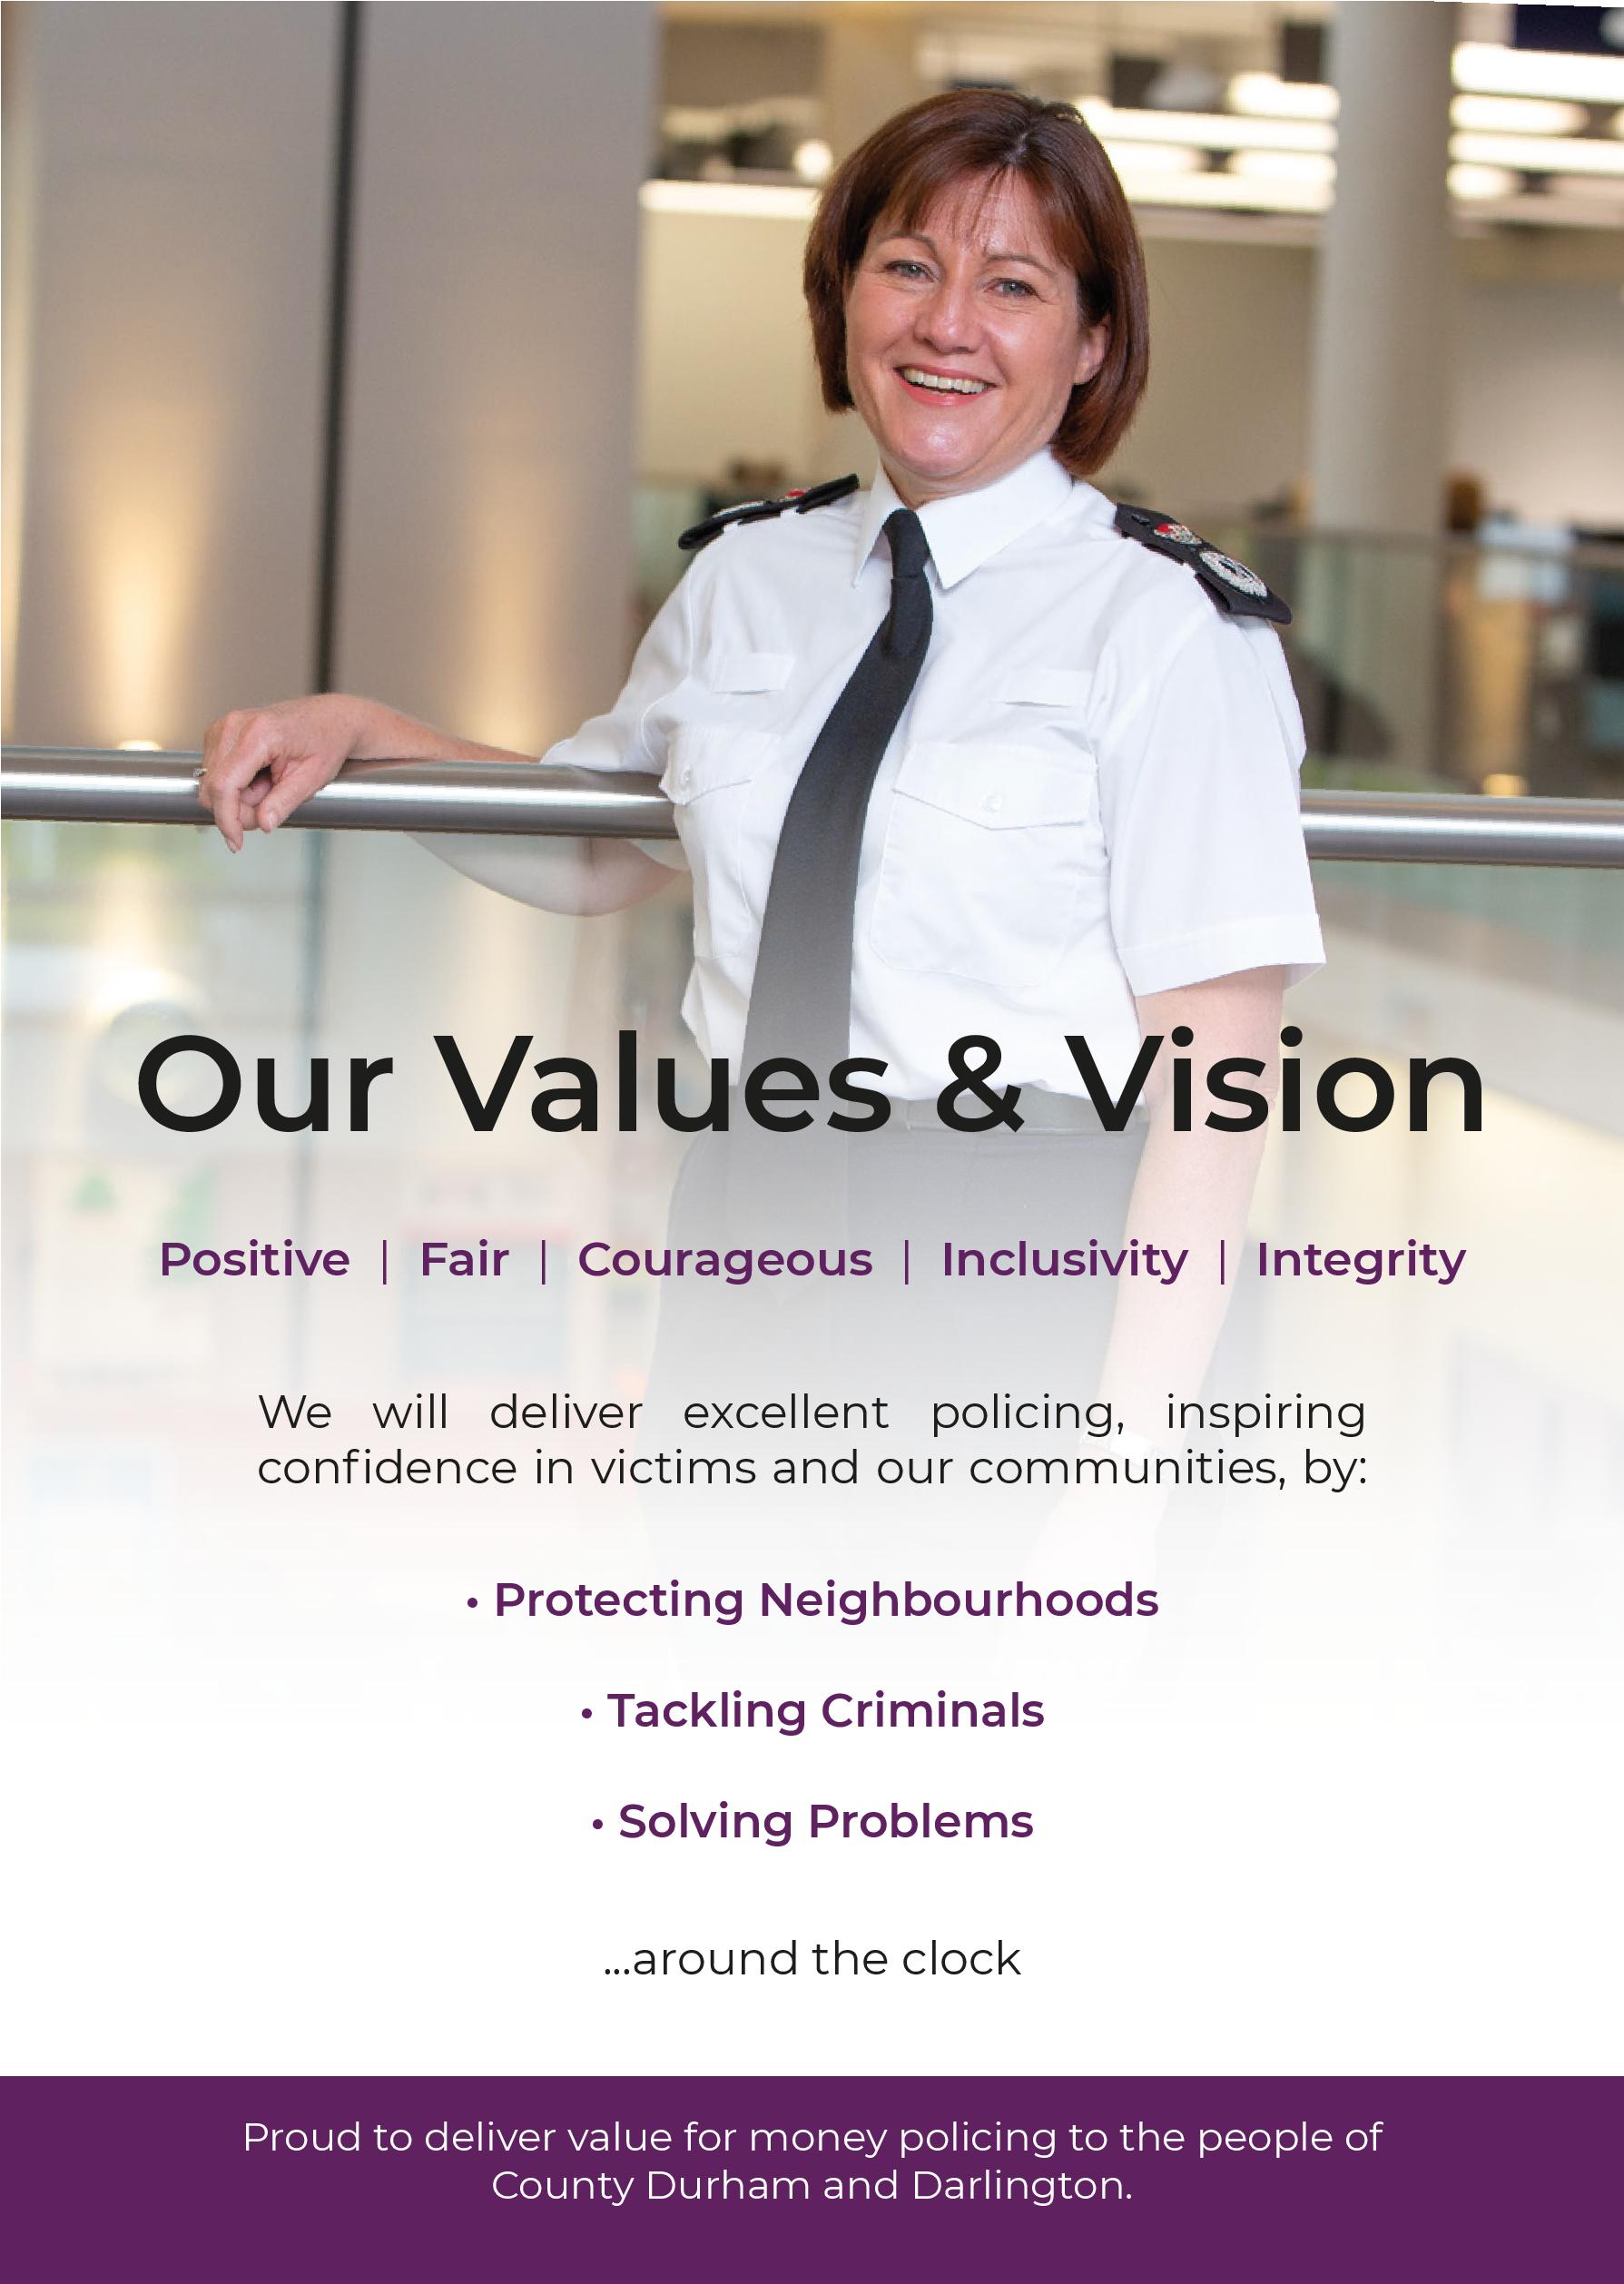 Our Values & Vision
Positive | Fair | Courageous | Inclusivity | Integrity
We will deliver excellent policing, inspiring
confidence in victims and our communities, by:
• Protecting Neighbourhoods
• Tackling Criminals
• Solving Problems
...around the clock
Proud to deliver value for money policing to the people of
County Durham and Darlington.